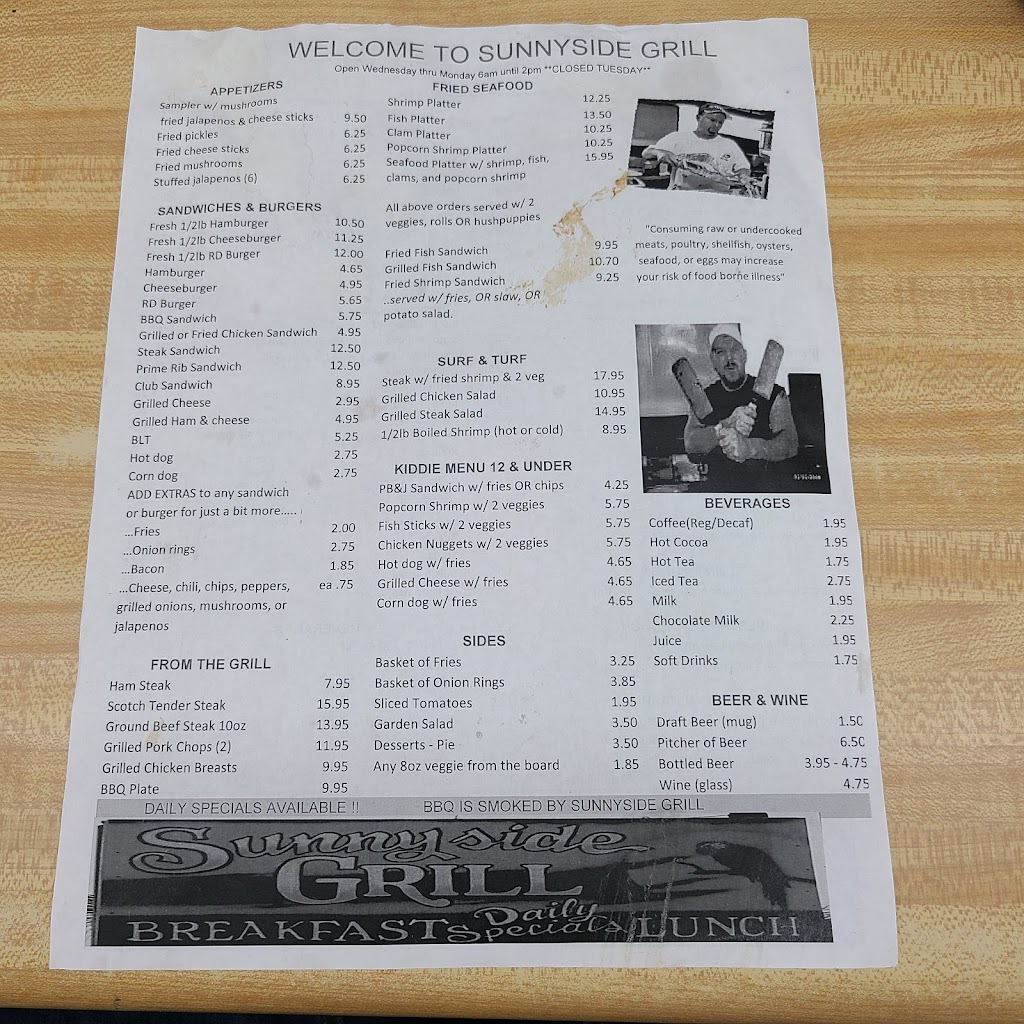 WELCOME TO SUNNYSIDE GRILL
Open Wednesday thru Monday 6am until 2pm **CLOSED TUESDAY**
APPETIZERS
Sampler w/ mushrooms
fried jalapenos & cheese sticks 9.50
Fried pickles 6.25
Fried cheese sticks 6.25
Fried mushrooms 6.25
Stuffed jalapenos (6) 6.25
SANDWICHES & BURGERS
Fresh 1/2lb Hamburger 10.50
Fresh 1/2lb Cheeseburger 11.25
Fresh 1/2lb RD Burger 12.00
Hamburger 4.65
Cheeseburger 4.95
RD Burger 5.65
BBQ Sandwich 5.75
Grilled or Fried Chicken Sandwich 4.95
Steak Sandwich 12.50
Prime Rib Sandwich 12.50
Club Sandwich 8.95
Grilled Cheese 2.95
Grilled Ham & cheese 4.95
BLT 5.25
Hot dog 2.75
Corn dog 2.75
ADD EXTRAS to any sandwich
or burger for just a bit more.....
...Fries 2.00
...Onion rings 2.75
...Bacon 1.85
...Cheese, chili, chips, peppers, ea .75
grilled onions, mushrooms, or
jalapenos
FROM THE GRILL
Ham Steak 7.95
Scotch Tender Steak 15.95
Ground Beef Steak 10oz 13.95
Grilled Pork Chops (2) 11.95
Grilled Chicken Breasts 9.95
BBQ Plate 9.95
FRIED SEAFOOD
Shrimp Platter 12.25
Fish Platter 13.50
Clam Platter 10.25
Popcorn Shrimp Platter 10.25
Seafood Platter w/ shrimp, fish, 15.95
clams, and popcorn shrimp
All above orders served w/ 2
veggies, rolls OR hushpuppies
Fried Fish Sandwich 9.95
Grilled Fish Sandwich 10.70
Fried Shrimp Sandwich 9.25
..served w/ fries, OR slaw, OR
potato salad.
SURF & TURF
Steak w/ fried shrimp & 2 veg 17.95
Grilled Chicken Salad 10.95
Grilled Steak Salad 14.95
1/2lb Boiled Shrimp (hot or cold) 8.95
KIDDIE MENU 12 & UNDER
PB&J Sandwich w/ fries OR chips 4.25
Popcorn Shrimp w/ 2 veggies 5.75
Fish Sticks w/ 2 veggies 5.75
Chicken Nuggets w/ 2 veggies 5.75
Hot dog w/ fries 4.65
Grilled Cheese w/ fries 4.65
Corn dog w/ fries 4.65
SIDES
Basket of Fries 3.25
Basket of Onion Rings 3.85
Sliced Tomatoes 1.95
Garden Salad 3.50
Desserts - Pie 3.50
Any 8oz veggie from the board 1.85
"Consuming raw or undercooked
meats, poultry, shellfish, oysters,
seafood, or eggs may increase
your risk of food borne illness"
BEVERAGES
Coffee(Reg/Decaf) 1.95
Hot Cocoa 1.95
Hot Tea 1.75
Iced Tea 2.75
Milk 1.95
Chocolate Milk 2.25
Juice 1.95
Soft Drinks 1.75
BEER & WINE
Draft Beer (mug) 1.50
Pitcher of Beer 6.50
Bottled Beer 3.95 - 4.75
Wine (glass) 4.75
DAILY SPECIALS AVAILABLE !! BBQ IS SMOKED BY SUNNYSIDE GRILL
Sunnyside
GRILL
BREAKFAST Daily Specials LUNCH